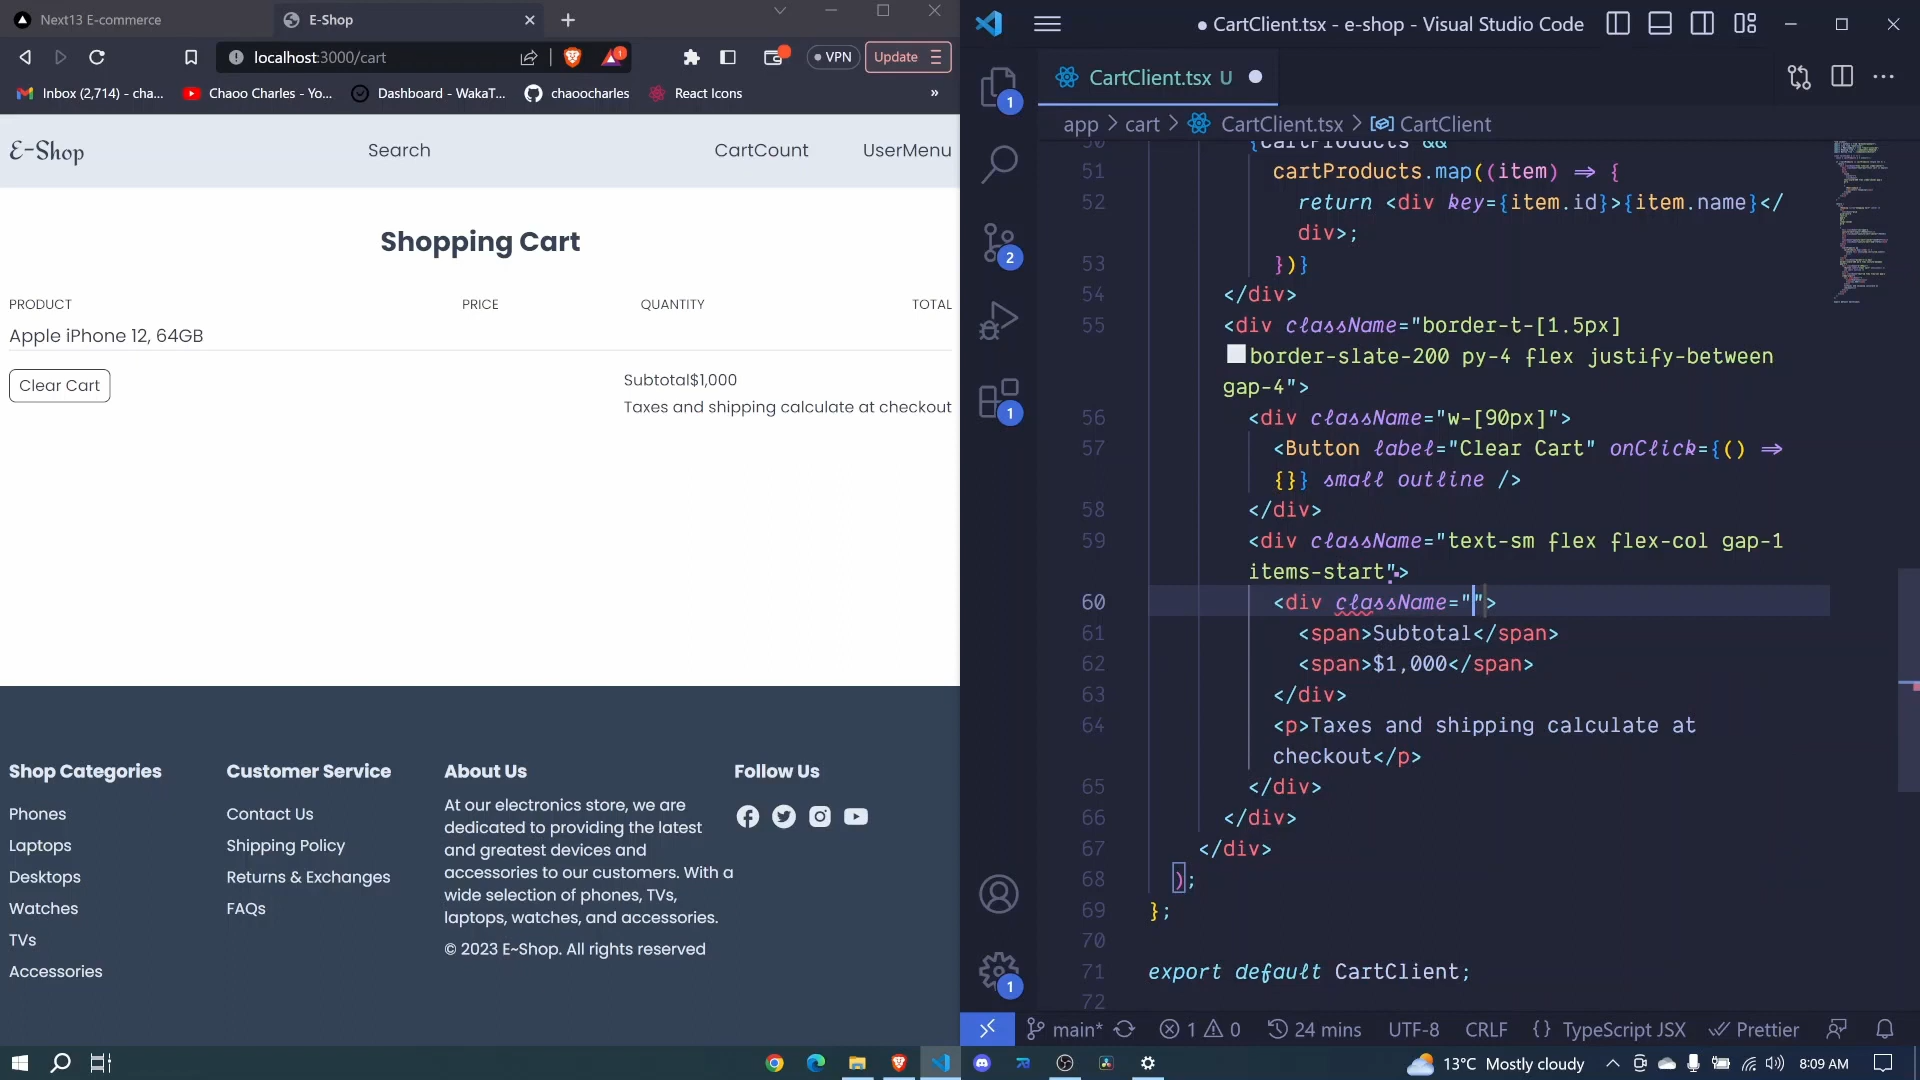 Next13 E-commerce
E-Shop
localhost:3000/cart
1
VPN
Update
Inbox (2,714) - cha...
Chaoo Charles - Yo...
Dashboard - WakaT...
chaoocharles
React Icons
»
E~Shop
Search
CartCount
UserMenu
Shopping Cart
PRODUCT
PRICE
QUANTITY
TOTAL
Apple iPhone 12, 64GB
Clear Cart
Subtotal$1,000
Taxes and shipping calculate at checkout
Shop Categories
Phones
Laptops
Desktops
Watches
TVs
Accessories
Customer Service
Contact Us
Shipping Policy
Returns & Exchanges
FAQs
About Us
At our electronics store, we are
dedicated to providing the latest
and greatest devices and
accessories to our customers. With a
wide selection of phones, TVs,
laptops, watches, and accessories.
© 2023 E~Shop. All rights reserved
Follow Us
● CartClient.tsx - e-shop - Visual Studio Code
CartClient.tsx U
app > cart > CartClient.tsx > CartClient
1
2
1
1
50 {cartProducts &&
51 cartProducts.map((item) => {
52 return <div key={item.id}>{item.name}</
div>;
53 })}
54 </div>
55 <div className="border-t-[1.5px]
border-slate-200 py-4 flex justify-between
gap-4">
56 <div className="w-[90px]">
57 <Button label="Clear Cart" onClick={() =>
{}} small outline />
58 </div>
59 <div className="text-sm flex flex-col gap-1
items-start">
60 <div className="">
61 <span>Subtotal</span>
62 <span>$1,000</span>
63 </div>
64 <p>Taxes and shipping calculate at
checkout</p>
65 </div>
66 </div>
67 </div>
68 );
69 };
70
71 export default CartClient;
72
main*
1
0
24 mins
UTF-8
CRLF
{} TypeScript JSX
Prettier
13°C Mostly cloudy
8:09 AM